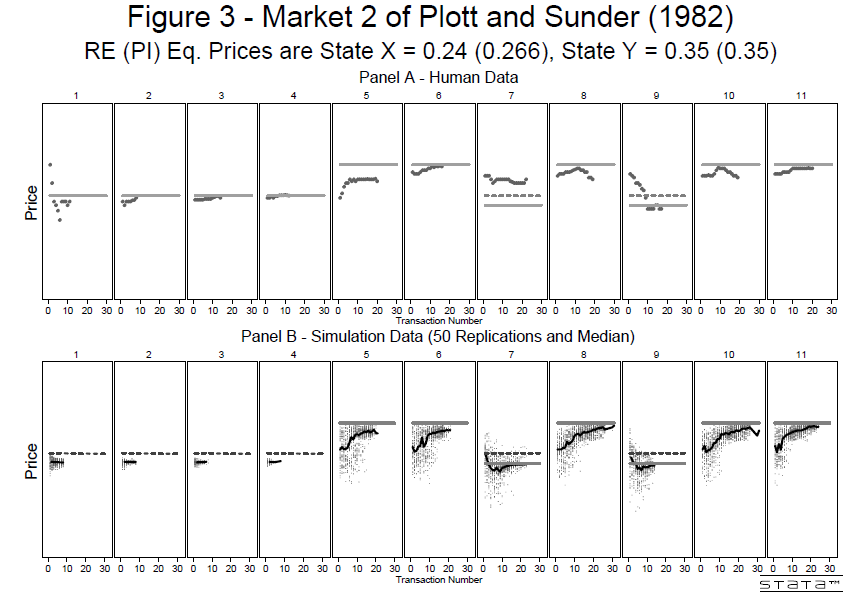 Figure 3 - Market 2 of Plott and Sunder (1982)
RE (PI) Eq. Prices are State X = 0.24 (0.266), State Y = 0.35 (0.35)
Panel A - Human Data
1 2 3 4 5 6 7 8 9 10 11
Price
0 10 20 30 0 10 20 30 0 10 20 30 0 10 20 30 0 10 20 30 0 10 20 30 0 10 20 30 0 10 20 30 0 10 20 30 0 10 20 30 0 10 20 30
Transaction Number
Panel B - Simulation Data (50 Replications and Median)
1 2 3 4 5 6 7 8 9 10 11
Price
0 10 20 30 0 10 20 30 0 10 20 30 0 10 20 30 0 10 20 30 0 10 20 30 0 10 20 30 0 10 20 30 0 10 20 30 0 10 20 30 0 10 20 30
Transaction Number
STATA™